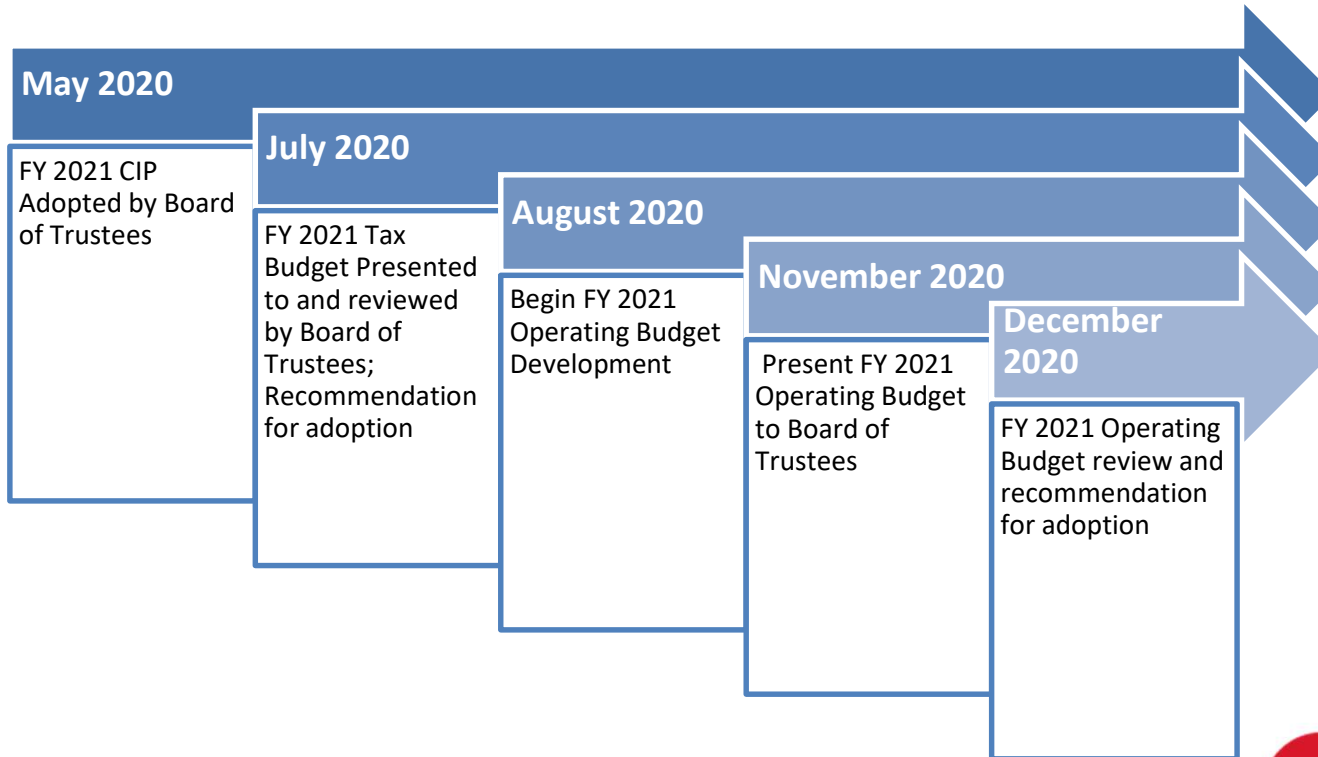 May 2020
FY 2021 CIP
Adopted by Board
of Trustees
July 2020
FY 2021 Tax
Budget Presented
to and reviewed
by Board of
Trustees;
Recommendation
for adoption
August 2020
Begin FY 2021
Operating Budget
Development
November 2020
Present FY 2021
Operating Budget
to Board of
Trustees
December
2020
FY 2021 Operating
Budget review and
recommendation
for adoption